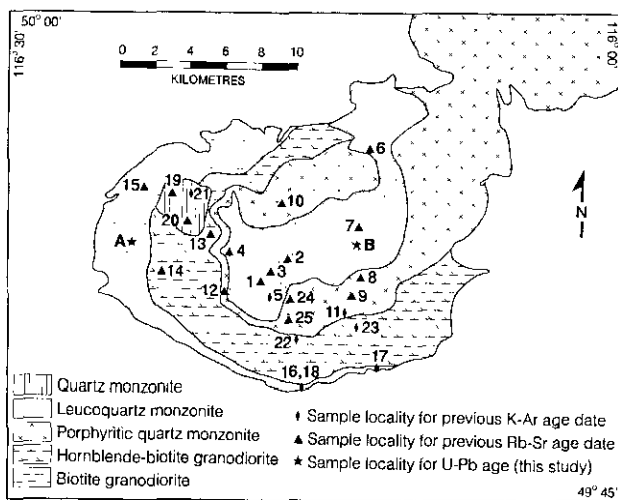 50° 00'
116° 30'
116° 00'
0 2 4 6 8 10
KILOMETRES
6
15
19
21
10
20
7
B
A
13
4
N
2
14
3
8
1
12
5
24
9
11
25
23
22
17
16,18
Quartz monzonite
Leucoquartz monzonite
Porphyritic quartz monzonite
Hornblende-biotite granodiorite
Biotite granodiorite
Sample locality for previous K-Ar age date
Sample locality for previous Rb-Sr age date
Sample locality for U-Pb age (this study)
49° 45'